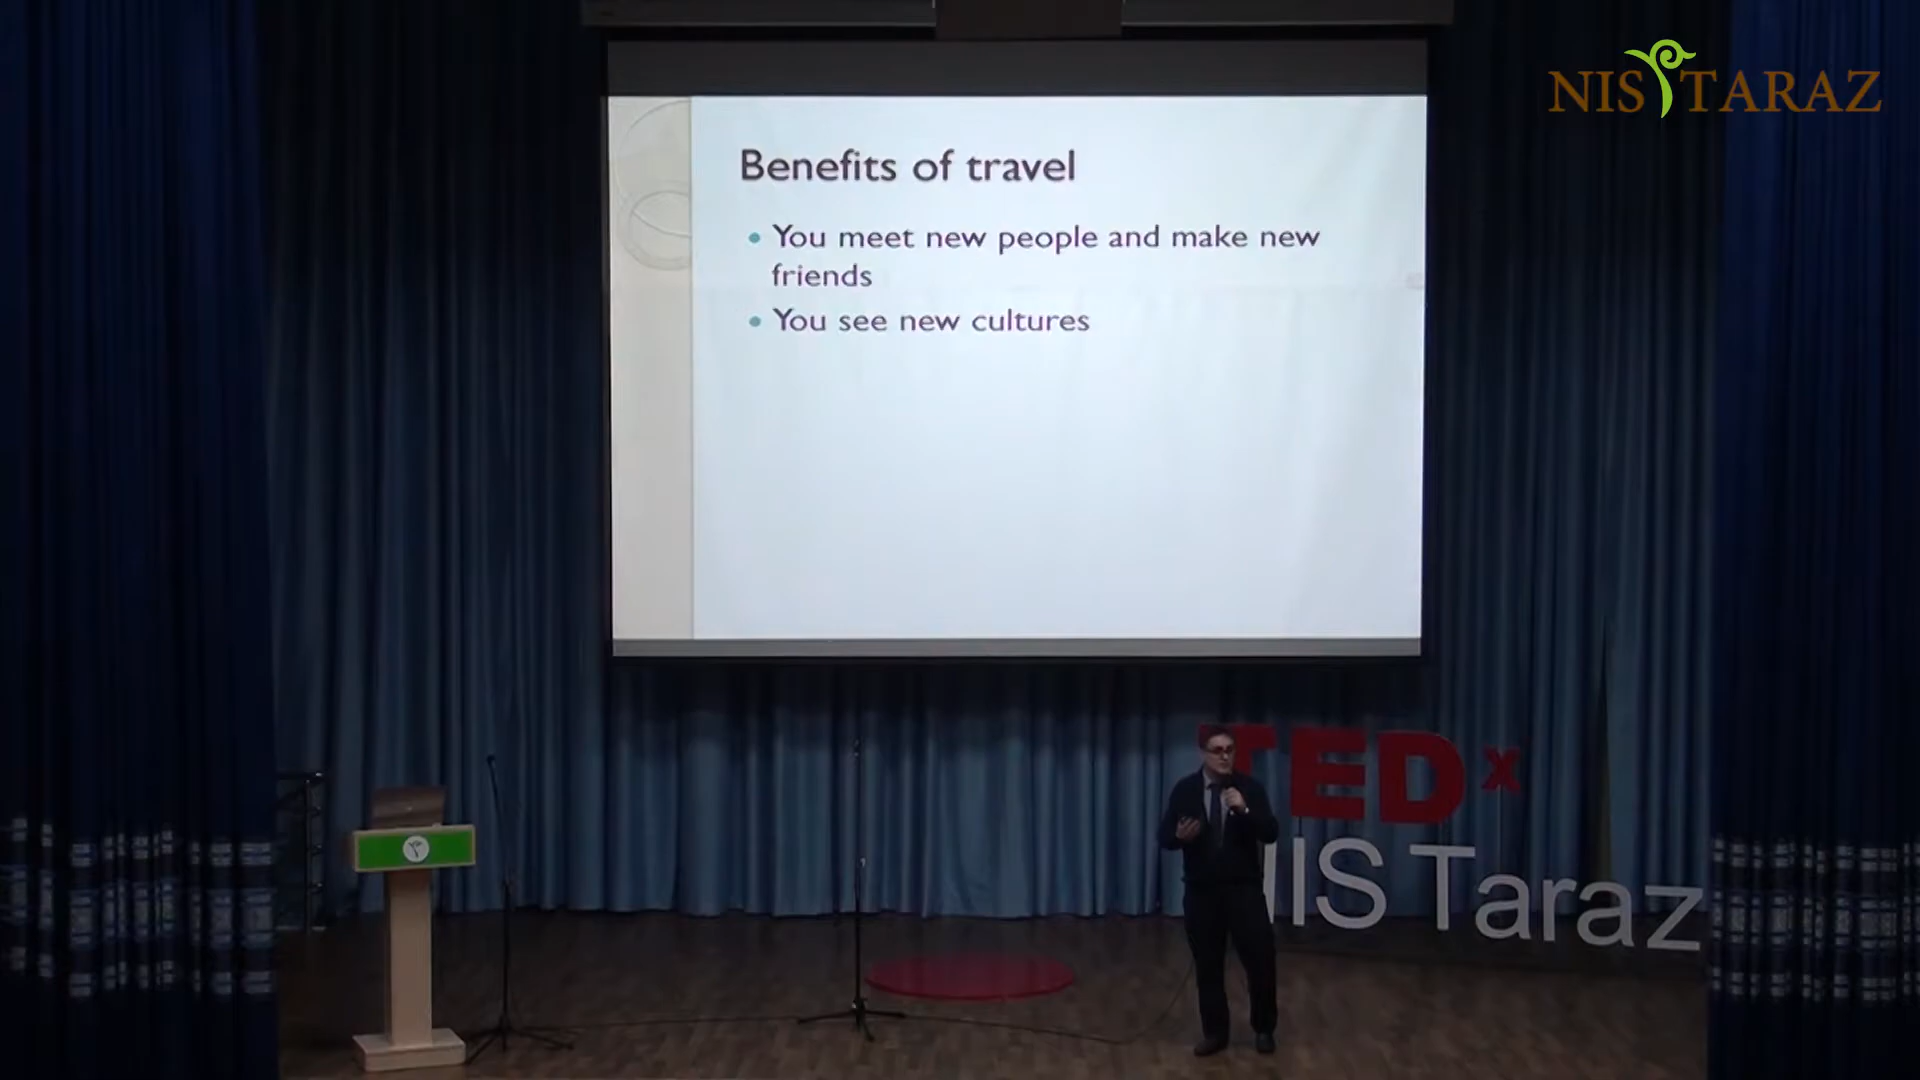 NIS TARAZ
Benefits of travel
• You meet new people and make new
friends
• You see new cultures
TEDx
NIS Taraz